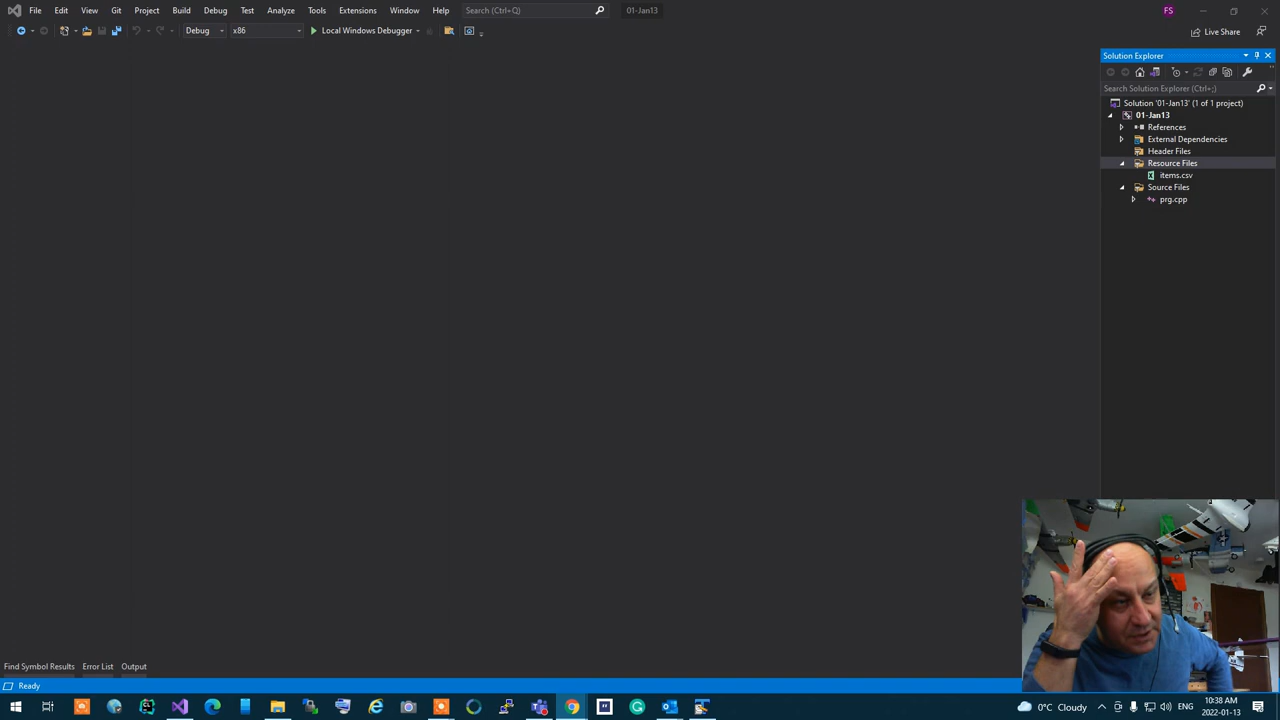 File Edit View Git Project Build Debug Test Analyze Tools Extensions Window Help Search (Ctrl+Q) 01-Jan13 FS
Debug x86 Local Windows Debugger Live Share
Solution Explorer
Search Solution Explorer (Ctrl+;)
Solution '01-Jan13' (1 of 1 project)
01-Jan13
References
External Dependencies
Header Files
Resource Files
items.csv
Source Files
prg.cpp
Find Symbol Results Error List Output
Ready
0°C Cloudy ENG 10:38 AM
2022-01-13